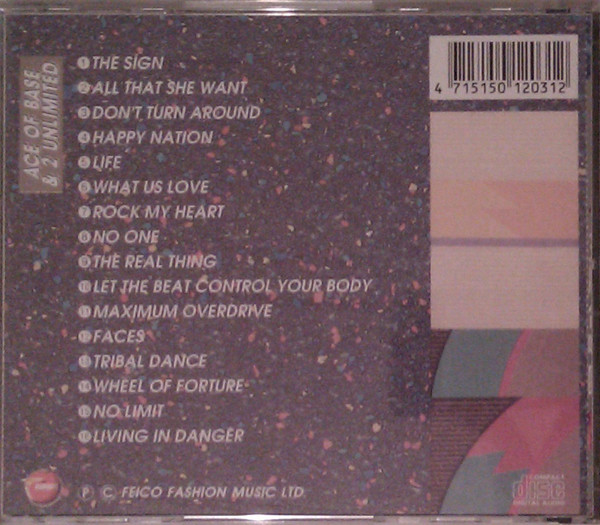 ACE OF BASE
& 2 UNLIMITED
1 THE SIGN
2 ALL THAT SHE WANT
3 DON'T TURN AROUND
4 HAPPY NATION
5 LIFE
6 WHAT US LOVE
7 ROCK MY HEART
8 NO ONE
9 THE REAL THING
10 LET THE BEAT CONTROL YOUR BODY
11 MAXIMUM OVERDRIVE
12 FACES
13 TRIBAL DANCE
14 WHEEL OF FORTURE
15 NO LIMIT
16 LIVING IN DANGER
4 715150 120312
P C. FEICO FASHION MUSIC LTD.
COMPACT
disc
DIGITAL AUDIO